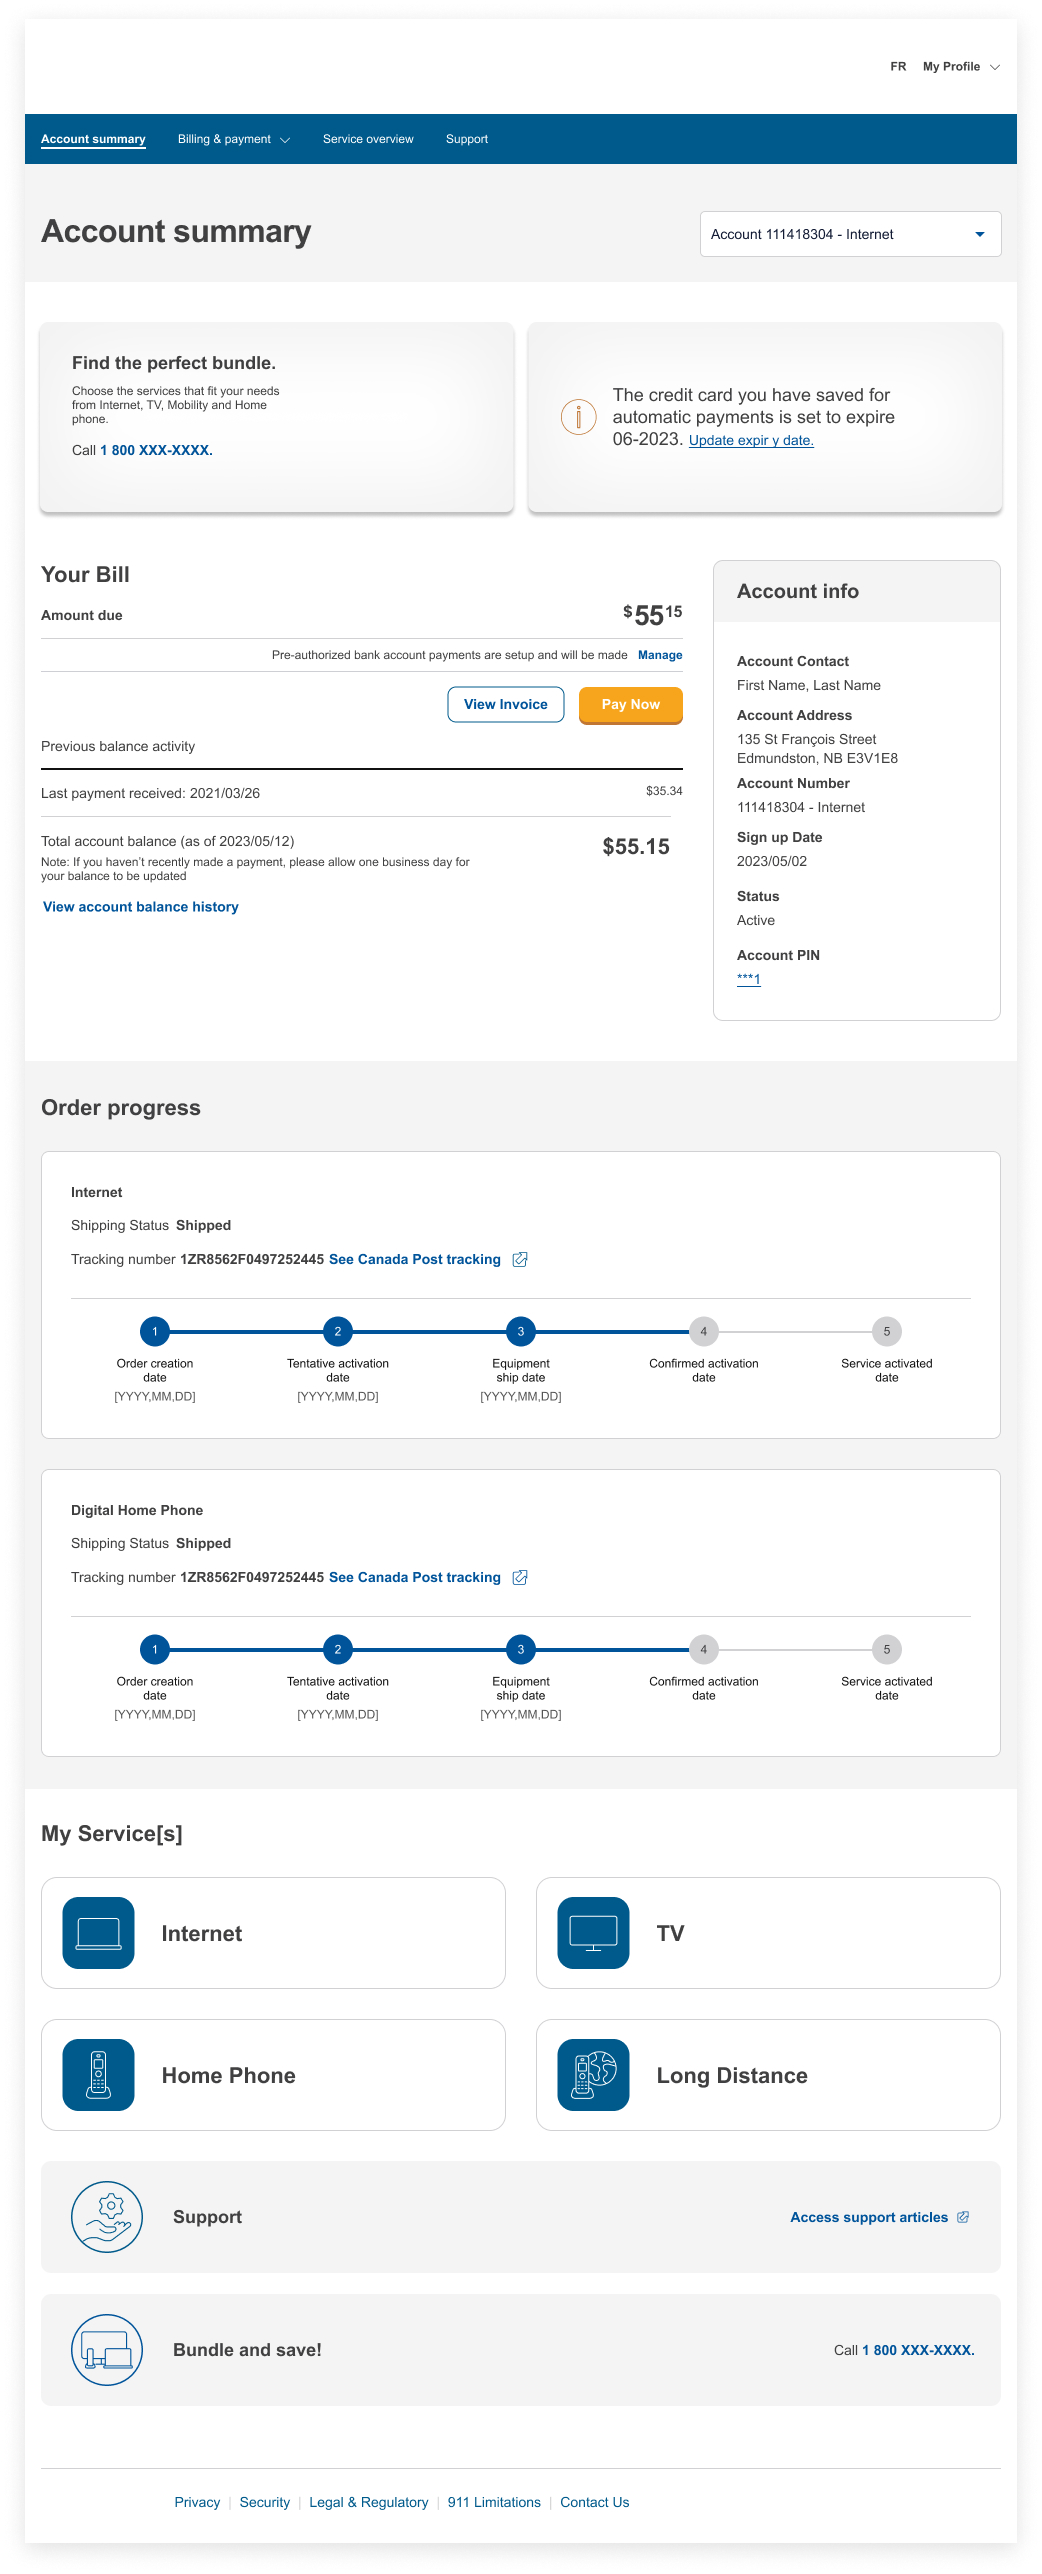 FR My Profile
Account summary Billing & payment Service overview Support
Account summary
Account 111418304 - Internet
Find the perfect bundle.
Choose the services that fit your needs
from Internet, TV, Mobility and Home
phone.
Call 1 800 XXX-XXXX.
The credit card you have saved for
automatic payments is set to expire
06-2023. Update expir y date.
Your Bill
Amount due $55 15
Pre-authorized bank account payments are setup and will be made Manage
View Invoice Pay Now
Previous balance activity
Last payment received: 2021/03/26 $35.34
Total account balance (as of 2023/05/12) $55.15
Note: If you haven't recently made a payment, please allow one business day for
your balance to be updated
View account balance history
Account info
Account Contact
First Name, Last Name
Account Address
135 St François Street
Edmundston, NB E3V1E8
Account Number
111418304 - Internet
Sign up Date
2023/05/02
Status
Active
Account PIN
***1
Order progress
Internet
Shipping Status Shipped
Tracking number 1ZR8562F0497252445 See Canada Post tracking
1 2 3 4 5
Order creation Tentative activation Equipment Confirmed activation Service activated
date date ship date date date
[YYYY,MM,DD] [YYYY,MM,DD] [YYYY,MM,DD]
Digital Home Phone
Shipping Status Shipped
Tracking number 1ZR8562F0497252445 See Canada Post tracking
1 2 3 4 5
Order creation Tentative activation Equipment Confirmed activation Service activated
date date ship date date date
[YYYY,MM,DD] [YYYY,MM,DD] [YYYY,MM,DD]
My Service[s]
Internet TV
Home Phone Long Distance
Support Access support articles
Bundle and save! Call 1 800 XXX-XXXX.
Privacy | Security | Legal & Regulatory | 911 Limitations | Contact Us